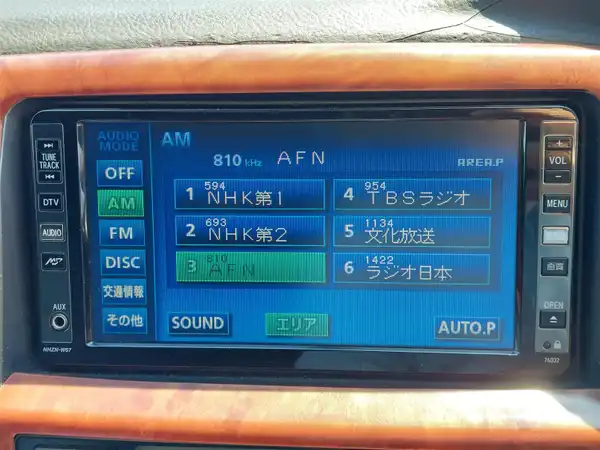 AUDIO MODE
AM
810 kHz AFN
AREA.P
OFF
AM
FM
DISC
交通情報
その他
1 594 NHK第1
2 693 NHK第2
3 810 AFN
4 954 TBSラジオ
5 1134 文化放送
6 1422 ラジオ日本
SOUND
エリア
AUTO.P
TUNE TRACK
DTV
AUDIO
AUX
NHZN-W57
+
VOL
-
MENU
画質
OPEN
76032